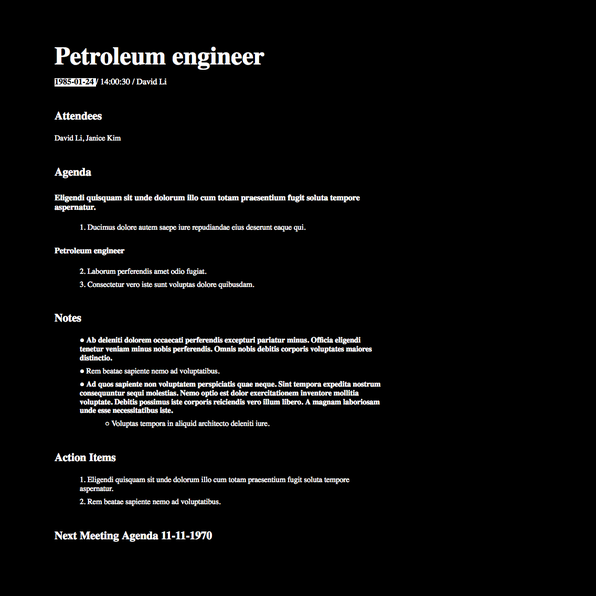 Petroleum engineer
1985-01-24 / 14:00:30 / David Li
Attendees
David Li, Janice Kim
Agenda
Eligendi quisquam sit unde dolorum illo cum totam praesentium fugit soluta tempore
aspernatur.
1. Ducimus dolore autem saepe iure repudiandae eius deserunt eaque qui.
Petroleum engineer
2. Laborum perferendis amet odio fugiat.
3. Consectetur vero iste sunt voluptas dolore quibusdam.
Notes
● Ab deleniti dolorem occaecati perferendis excepturi pariatur minus. Officia eligendi
tenetur veniam minus nobis perferendis. Omnis nobis debitis corporis voluptates maiores
distinctio.
● Rem beatae sapiente nemo ad voluptatibus.
● Ad quos sapiente non voluptatem perspiciatis quae neque. Sint tempora expedita nostrum
consequuntur sequi molestias. Nemo optio est dolor exercitationem inventore mollitia
voluptate. Debitis possimus iste corporis reiciendis vero illum libero. A magnam laboriosam
unde esse necessitatibus iste.
○ Voluptas tempora in aliquid architecto deleniti iure.
Action Items
1. Eligendi quisquam sit unde dolorum illo cum totam praesentium fugit soluta tempore
aspernatur.
2. Rem beatae sapiente nemo ad voluptatibus.
Next Meeting Agenda 11-11-1970